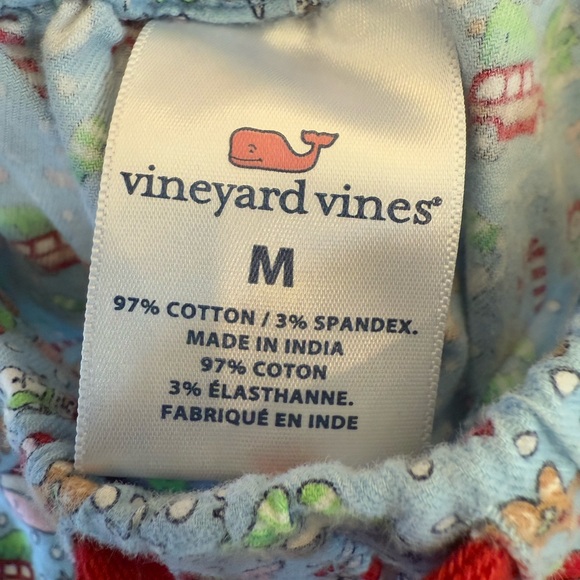 vineyard vines®
M
97% COTTON / 3% SPANDEX.
MADE IN INDIA
97% COTON
3% ÉLASTHANNE.
FABRIQUÉ EN INDE